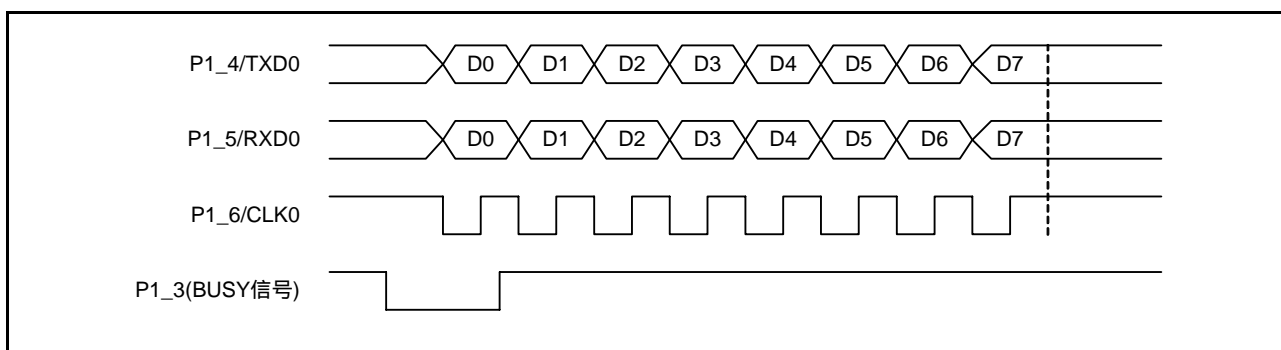 P1_4/TXD0 D0 D1 D2 D3 D4 D5 D6 D7
P1_5/RXD0 D0 D1 D2 D3 D4 D5 D6 D7
P1_6/CLK0
P1_3(BUSY信号)